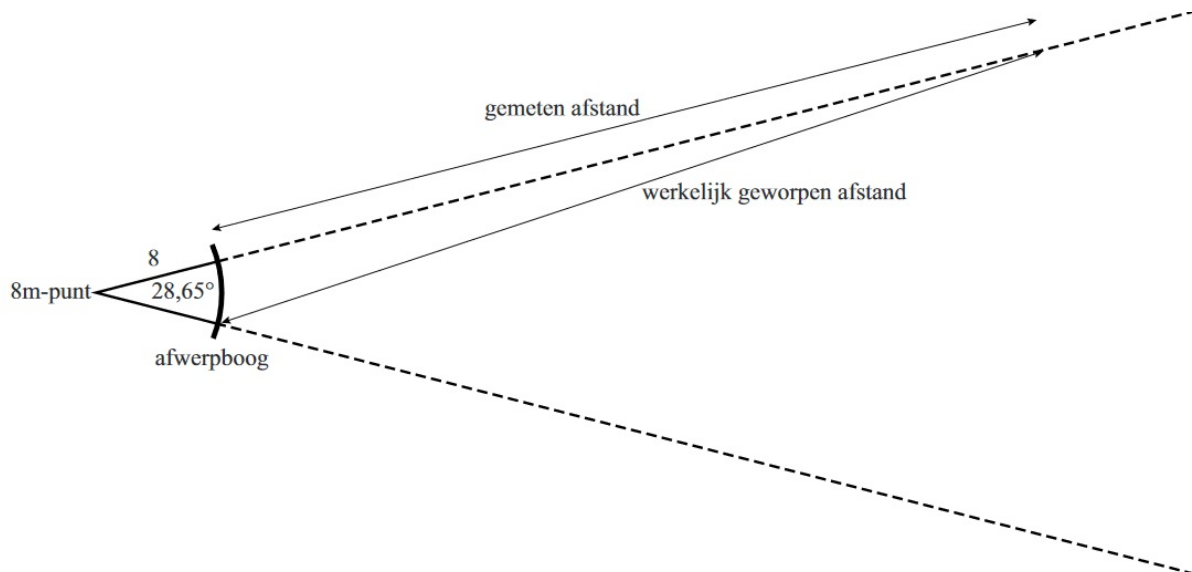 gemeten afstand
werkelijk geworpen afstand
8
8m-punt
28,65°
afwerpboog